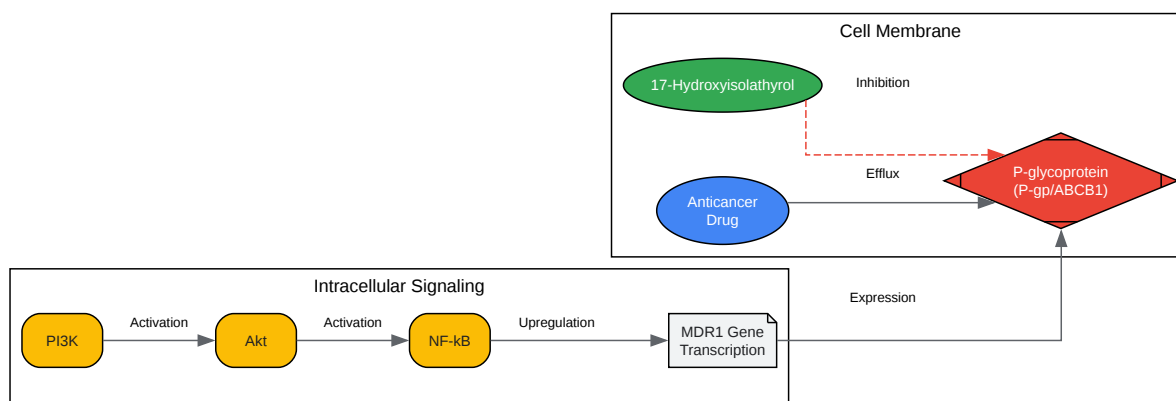 Cell Membrane
17-Hydroxyisolathyrol
Inhibition
P-glycoprotein
(P-gp/ABCB1)
Efflux
Anticancer
Drug
Intracellular Signaling
Expression
PI3K
Activation
Akt
Activation
NF-kB
Upregulation
MDR1 Gene
Transcription